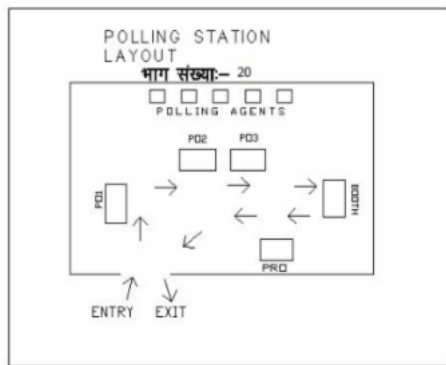 POLLING STATION
LAYOUT
भाग संख्याः– 20
POLLING AGENTS
PO2 PO3
PO1
BOOTH
PRO
ENTRY EXIT